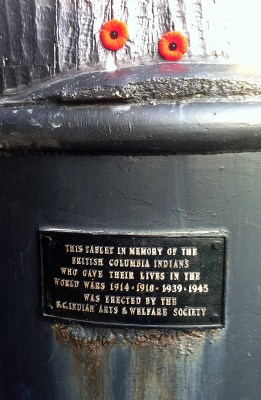 THIS TABLET IN MEMORY OF THE
BRITISH COLUMBIA INDIANS
WHO GAVE THEIR LIVES IN THE
WORLD WARS 1914 - 1918 - 1939 - 1945
WAS ERECTED BY THE
B.C. INDIAN ARTS & WELFARE SOCIETY